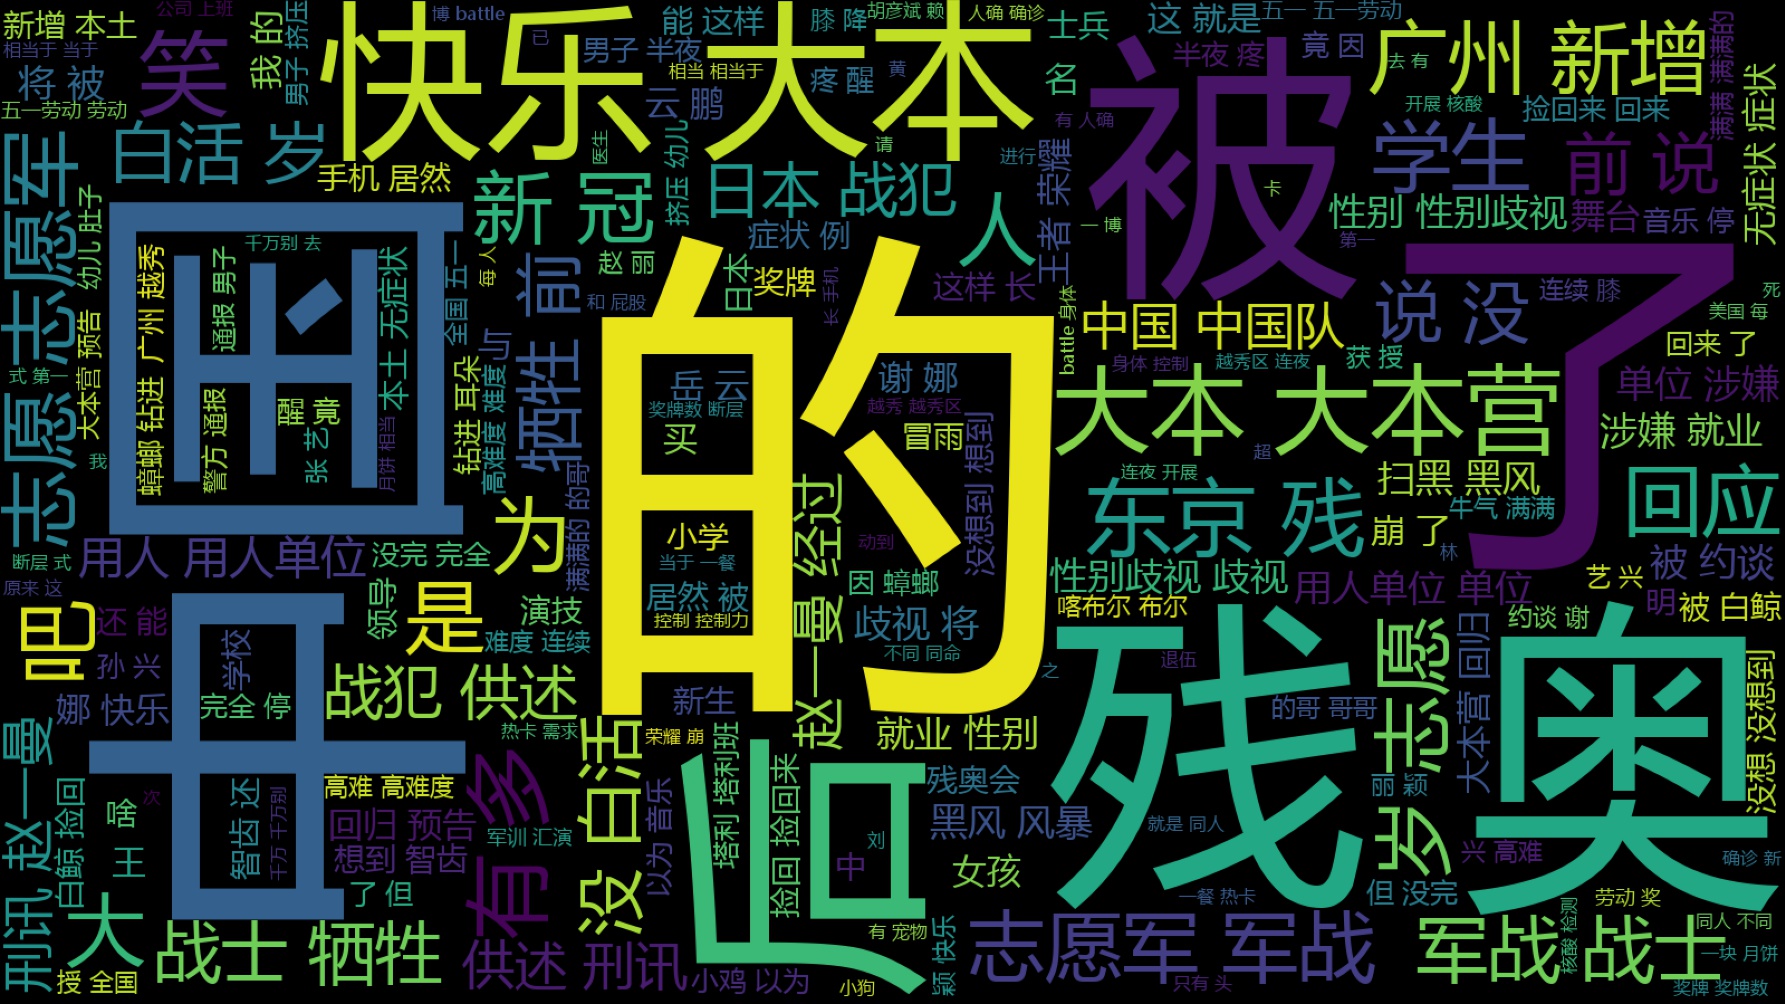 公司 上班
博 battle
能 这样
膝 降
胡彦斌 赖
人确 确诊
士兵
这 就是
五一 五一劳动
新增 本土
相当于 当于
将 被
五一劳动 劳动
笑
我的
男子 挤压
快乐 大本
已
男子 半夜
相当 相当于
云 鹏
疼 醒
黄
名
半夜 疼
竟 因
去 有
广州 新增
满满 满满的
无症状 症状
开展 核酸
捡回来 回来
有 人确
被
白活 岁
手机 居然
医生
挤压 幼儿
请
进行
王者 荣耀
卡
学生
前 说
志愿 志愿军
幼儿 肚子
新 冠
日本 战犯
人
一 博
性别 性别歧视
舞台
音乐 停
第一
千万别 去
每 人
全国 五一
赵 丽
症状 例
日本
奖牌
这样 长
和 屁股
长 手机
国
蟑螂 钻进
广州 越秀
通报 男子
本土 无症状
前 牺牲
的
了
battle 身体
中国 中国队
说 没
连续 膝
死
美国 每
回来 了
大本营 预告
式 第一
我
警方 通报
醒 竟
张 艺
月饼 相当
钻进 耳朵
高难度 难度
与
岳 云
奖牌数 断层
买
谢 娜
越秀 越秀区
冒雨
没想到 想到
身体 控制
越秀区 连夜
获 授
单位 涉嫌
大本 大本营
涉嫌 就业
连夜 开展
超
扫黑 黑风
牛气 满满
回应
东京 残
崩 了
林
断层 式
原来 这
用人 用人单位
没完 完全
为
满满的 的哥
小学
当于 一餐
居然 被
控制 控制力
赵一曼 经过
动到
因 蟑螂
歧视 将
不同 同命
性别歧视 歧视
用人单位 单位
艺 兴
被 约谈
喀布尔 布尔
明
被 白鲸
约谈 谢
吧
还 能
孙 兴
娜 快乐
学校
完全 停
领导
是
演技
难度 连续
战犯 供述
热卡 需求
新生
荣耀 崩
之
退伍
就业 性别
的哥 哥哥
残
奥
岁 志愿
大本营 回归
没想 没想到
丽 颖
刑讯 赵一曼
白鲸 捡回
啥
王
次
中
智齿 还
千万 千万别
高难 高难度
回归 预告
想到 智齿
了 但
有 多
军训 汇演
没 白活
以为 音乐
出
塔利 塔利班
捡回 捡回来
中
刘
残奥会
黑风 风暴
女孩
就是 同人
兴 高难
确诊 新
一餐 热卡
但 没完
劳动 奖
大
战士 牺牲
授 全国
供述 刑讯
小鸡 以为
小狗
有 宠物
颖 快乐
志愿军 军战
只有 头
军战 战士
核酸 检测
同人 不同
一块 月饼
奖牌 奖牌数